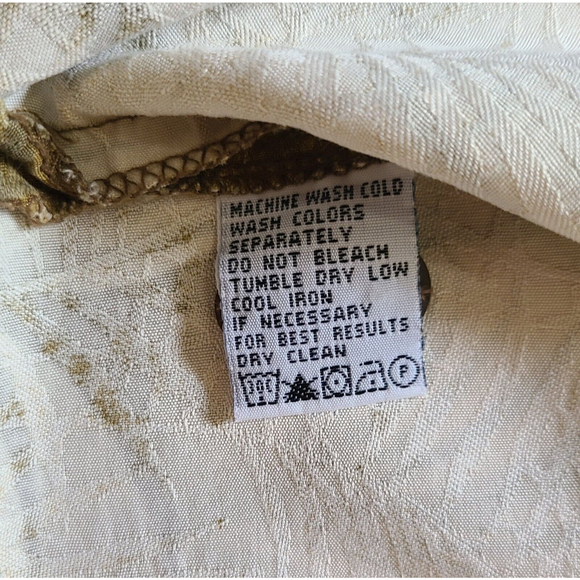 MACHINE WASH COLD
WASH COLORS
SEPARATELY
DO NOT BLEACH
TUMBLE DRY LOW
COOL IRON
IF NECESSARY
FOR BEST RESULTS
DRY CLEAN
30C P